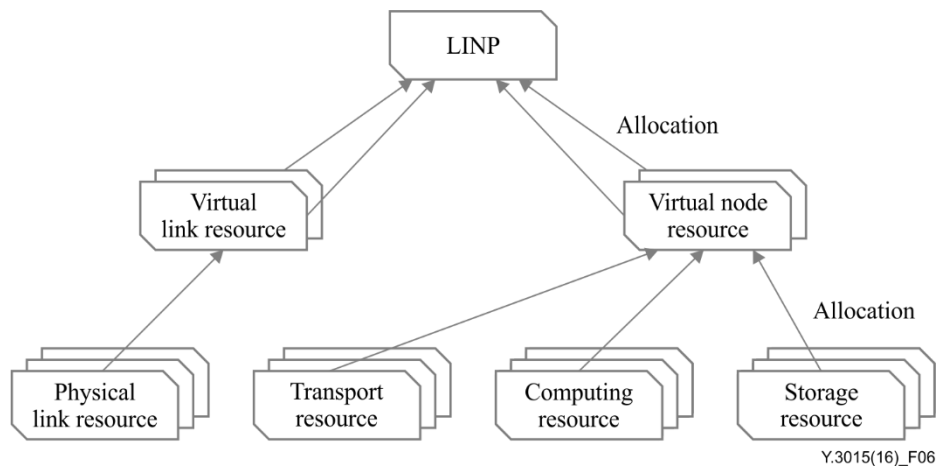 LINP
Allocation
Virtual
link resource
Virtual node
resource
Allocation
Physical
link resource
Transport
resource
Computing
resource
Storage
resource
Y.3015(16)_F06